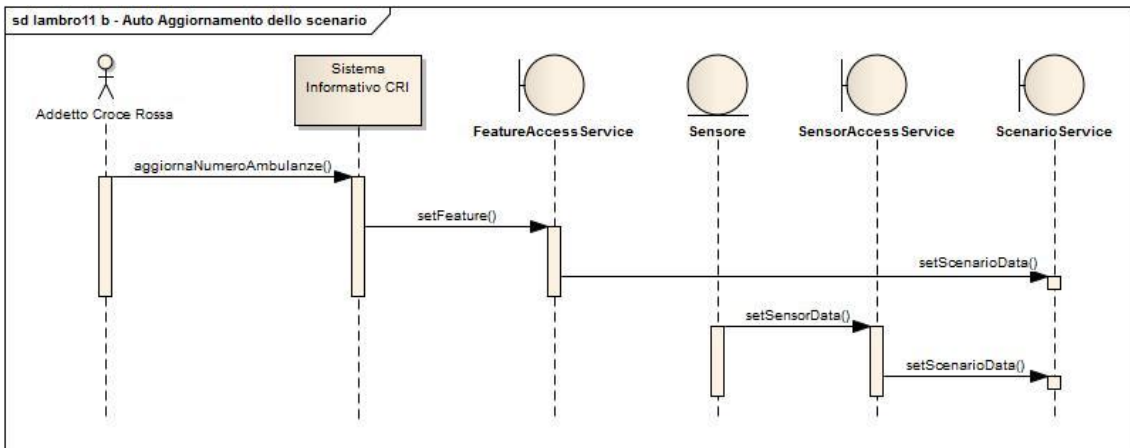 sd lambro11 b - Auto Aggiornamento dello scenario
Sistema
Informativo CRI
Addetto Croce Rossa
FeatureAccessService
Sensore
SensorAccessService
ScenarioService
aggiornaNumeroAmbulanze()
setFeature()
setScenarioData()
setSensorData()
setScenarioData()